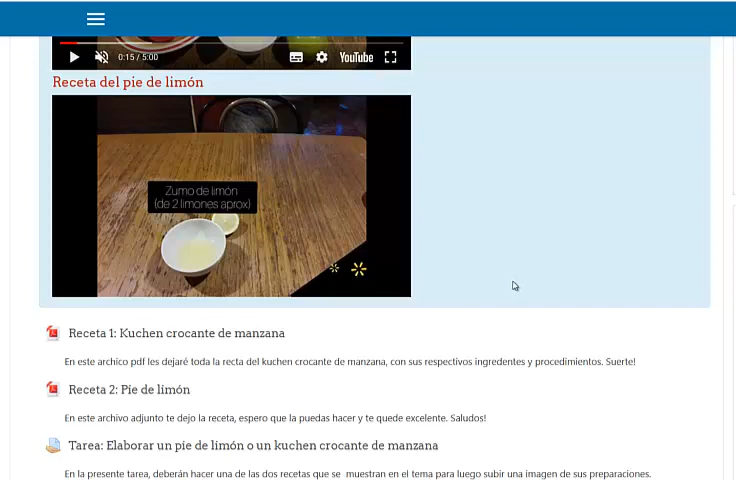 0:15 / 5:00
YouTube
Receta del pie de limón
Zumo de limón
(de 2 limones aprox)
Receta 1: Kuchen crocante de manzana
En este archico pdf les dejaré toda la recta del kuchen crocante de manzana, con sus respectivos ingredentes y procedimientos. Suerte!
Receta 2: Pie de limón
En este archivo adjunto te dejo la receta, espero que la puedas hacer y te quede excelente. Saludos!
Tarea: Elaborar un pie de limón o un kuchen crocante de manzana
En la presente tarea, deberán hacer una de las dos recetas que se muestran en el tema para luego subir una imagen de sus preparaciones.